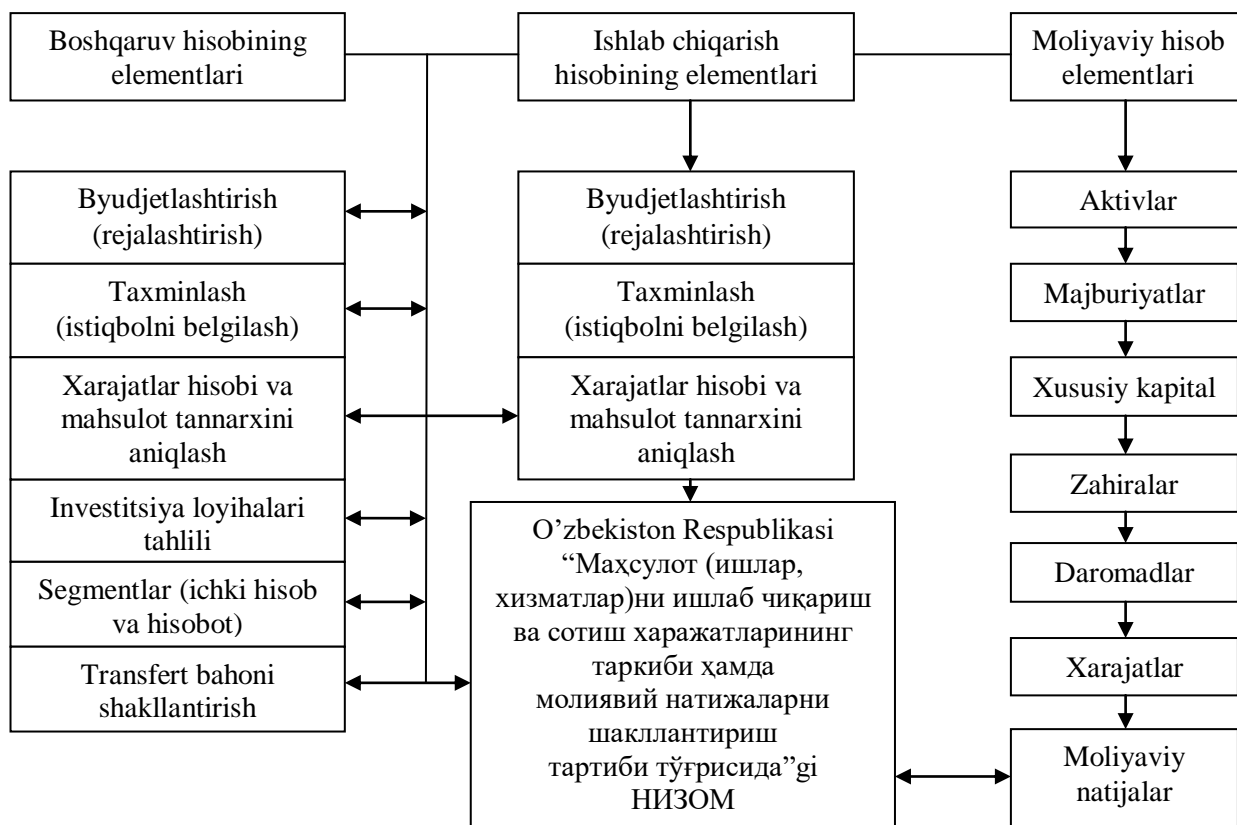 Boshqaruv hisobining
elementlari
Ishlab chiqarish
hisobining elementlari
Moliyaviy hisob
elementlari
Byudjetlashtirish
(rejalashtirish)
Taxminlash
(istiqbolni belgilash)
Xarajatlar hisobi va
mahsulot tannarxini
aniqlash
Investitsiya loyihalari
tahlili
Segmentlar (ichki hisob
va hisobot)
Transfert bahoni
shakllantirish
Byudjetlashtirish
(rejalashtirish)
Taxminlash
(istiqbolni belgilash)
Xarajatlar hisobi va
mahsulot tannarxini
aniqlash
O’zbekiston Respublikasi
“Маҳсулот (ишлар,
хизматлар)ни ишлаб чиқариш
ва сотиш харажатларининг
таркиби ҳамда
молиявий натижаларни
шакллантириш
тартиби тўғрисида”gi
НИЗОМ
Aktivlar
Majburiyatlar
Xususiy kapital
Zahiralar
Daromadlar
Xarajatlar
Moliyaviy
natijalar